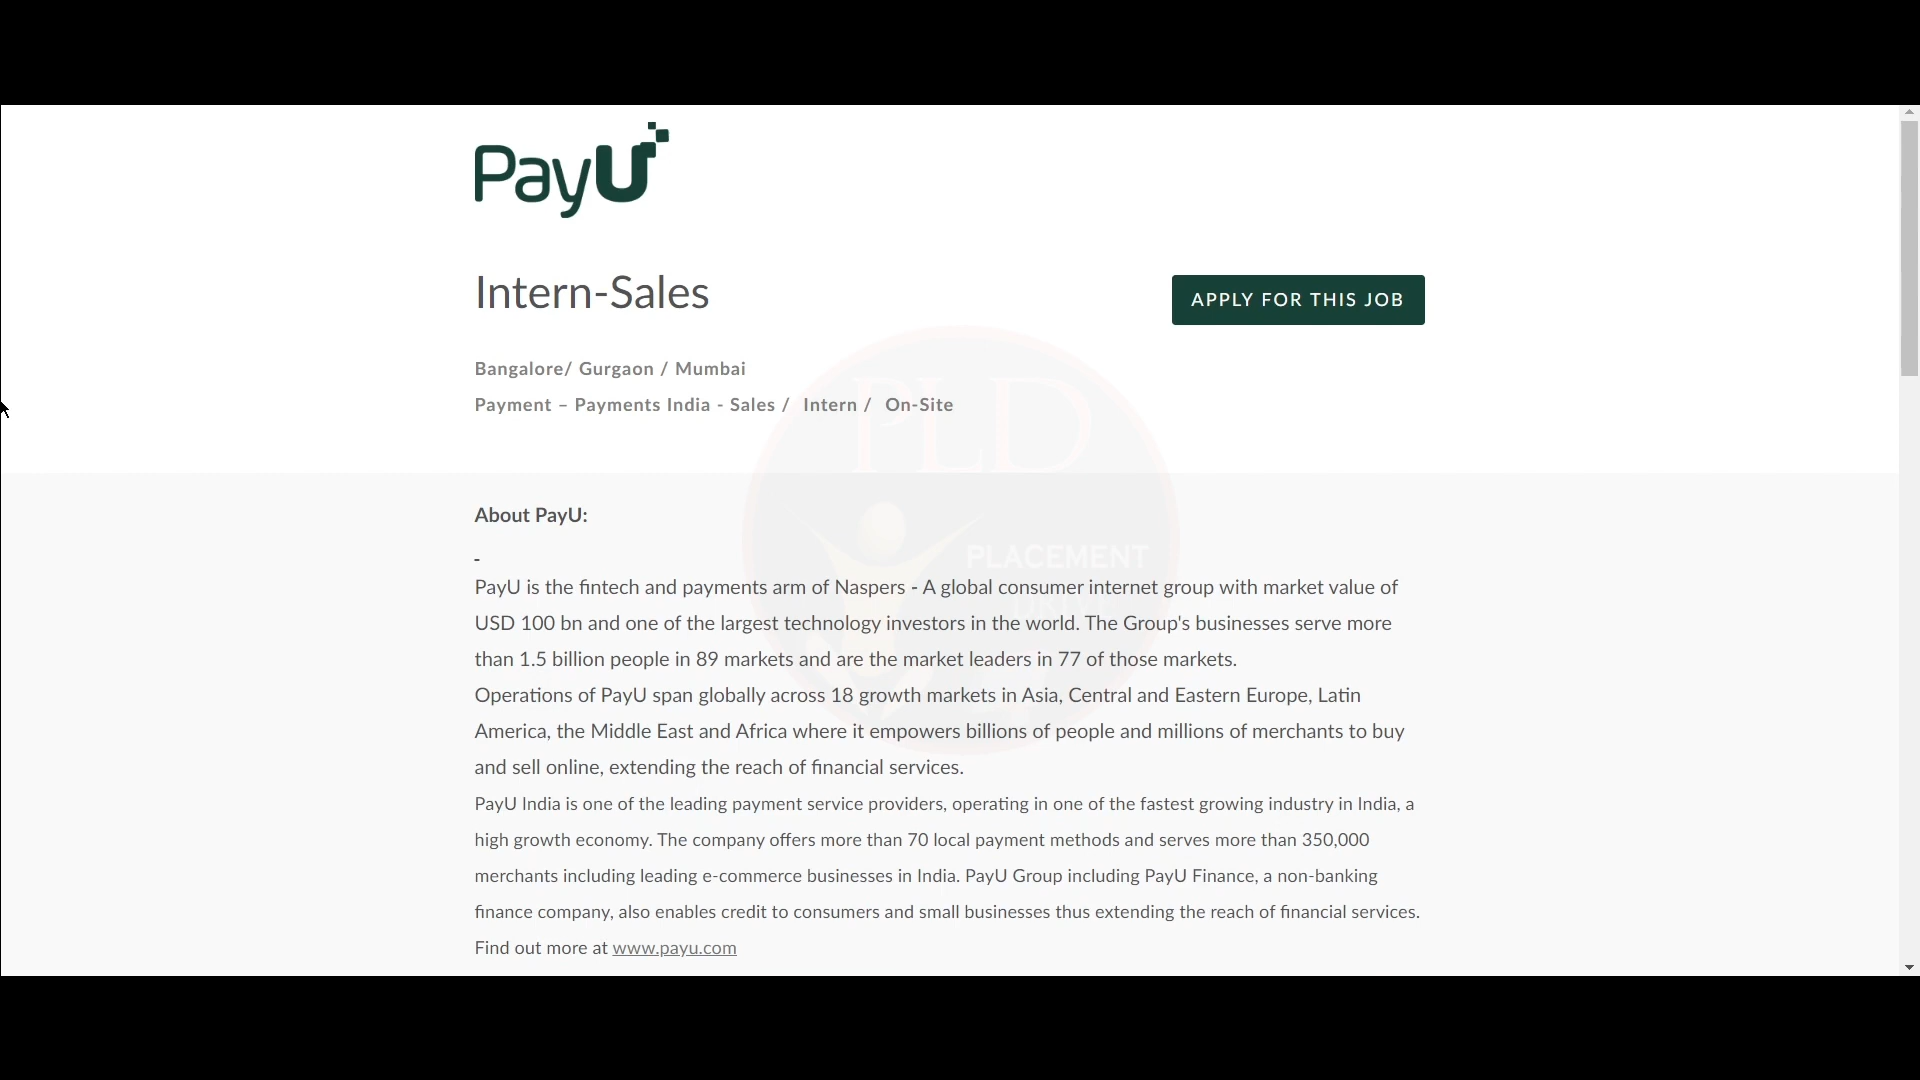 PayU
Intern-Sales
APPLY FOR THIS JOB
Bangalore/ Gurgaon / Mumbai
Payment – Payments India - Sales / Intern / On-Site
PLD
About PayU:
-
PLACEMENT
DRIVE
PayU is the fintech and payments arm of Naspers - A global consumer internet group with market value of
USD 100 bn and one of the largest technology investors in the world. The Group's businesses serve more
than 1.5 billion people in 89 markets and are the market leaders in 77 of those markets.
Operations of PayU span globally across 18 growth markets in Asia, Central and Eastern Europe, Latin
America, the Middle East and Africa where it empowers billions of people and millions of merchants to buy
and sell online, extending the reach of financial services.
PayU India is one of the leading payment service providers, operating in one of the fastest growing industry in India, a
high growth economy. The company offers more than 70 local payment methods and serves more than 350,000
merchants including leading e-commerce businesses in India. PayU Group including PayU Finance, a non-banking
finance company, also enables credit to consumers and small businesses thus extending the reach of financial services.
Find out more at www.payu.com